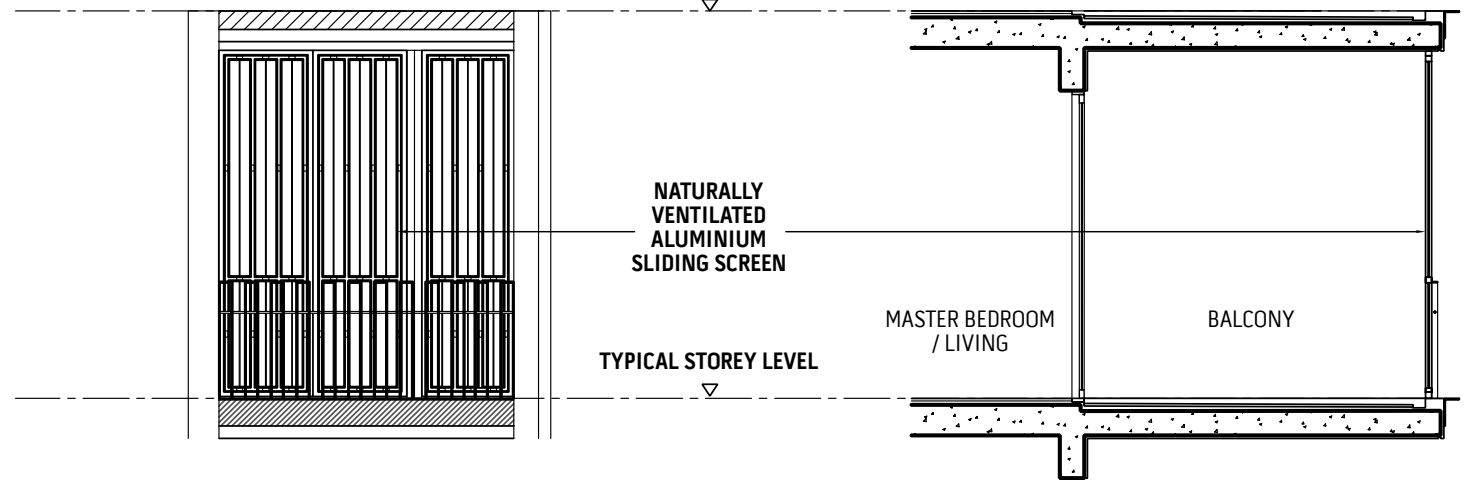 NATURALLY
VENTILATED
ALUMINIUM
SLIDING SCREEN
MASTER BEDROOM
/ LIVING
BALCONY
TYPICAL STOREY LEVEL